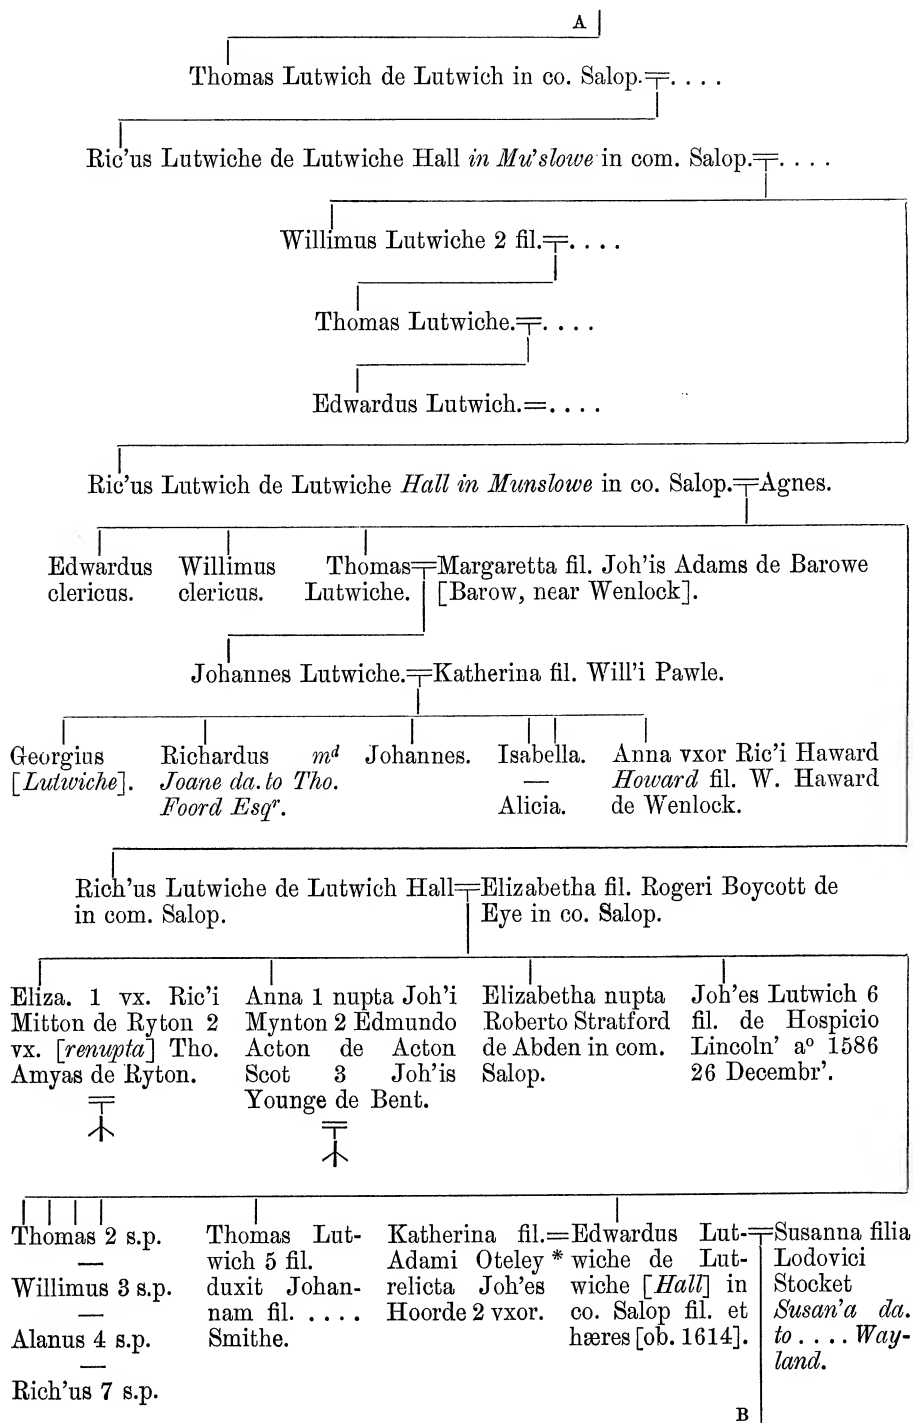 A
Thomas Lutwich de Lutwich in co. Salop.=. . . .
Ric'us Lutwiche de Lutwiche Hall in Mu'slowe in com. Salop.=. . . .
Willimus Lutwiche 2 fil.=. . . .
Thomas Lutwiche.=. . . .
Edwardus Lutwich.=. . . .
Ric'us Lutwich de Lutwiche Hall in Munslowe in co. Salop.=Agnes.
Edwardus
clericus.
Willimus
clericus.
Thomas=Margaretta fil. Joh'is Adams de Barowe
Lutwiche. [Barow, near Wenlock].
Johannes Lutwiche.=Katherina fil. Will'i Pawle.
Georgius
[Lutwiche].
Richardus md
Joane da. to Tho.
Foord Esqr.
Johannes.
Isabella.
—
Alicia.
Anna vxor Ric'i Haward
Howard fil. W. Haward
de Wenlock.
Rich'us Lutwiche de Lutwich Hall=Elizabetha fil. Rogeri Boycott de
in com. Salop. Eye in co. Salop.
Eliza. 1 vx. Ric'i
Mitton de Ryton 2
vx. [renupta] Tho.
Amyas de Ryton.
Anna 1 nupta Joh'i
Mynton 2 Edmundo
Acton de Acton
Scot 3 Joh'is
Younge de Bent.
Elizabetha nupta
Roberto Stratford
de Abden in com.
Salop.
Joh'es Lutwich 6
fil. de Hospicio
Lincoln' aº 1586
26 Decembr'.
Thomas 2 s.p.
—
Willimus 3 s.p.
—
Alanus 4 s.p.
—
Rich'us 7 s.p.
Thomas Lut-
wich 5 fil.
duxit Johan-
nam fil. . . . .
Smithe.
Katherina fil.=
Adami Oteley *
relicta Joh'es
Hoorde 2 vxor.
Edwardus Lut-=
wiche de Lut-
wiche [Hall] in
co. Salop fil. et
hæres [ob. 1614].
Susanna filia
Lodovici
Stocket
Susan'a da.
to . . . . Way-
land.
B